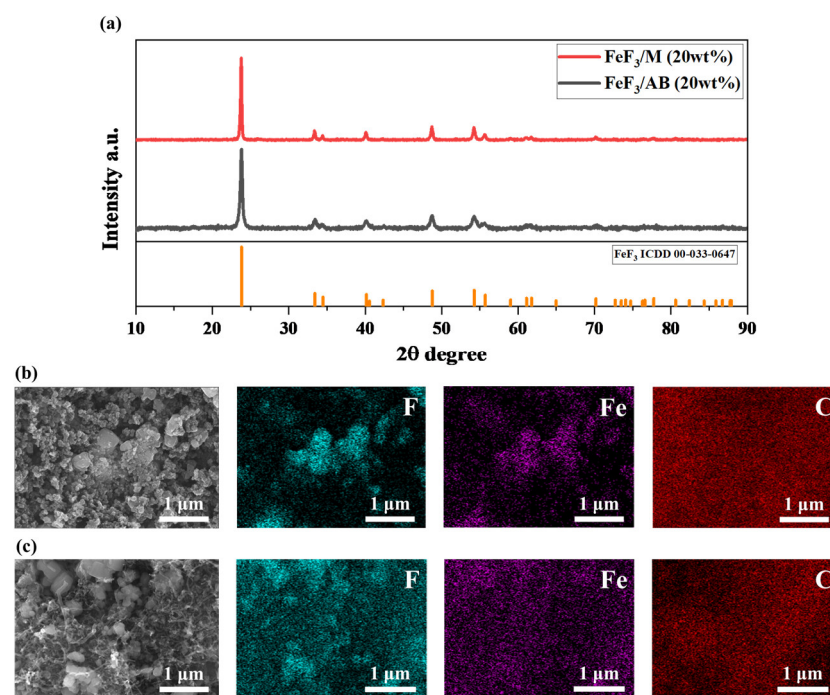 (a)
FeF₃/M (20wt%)
FeF₃/AB (20wt%)
Intensity a.u.
FeF₃ ICDD 00-033-0647
10 20 30 40 50 60 70 80 90
2θ degree
(b)
F Fe C
1 μm 1 μm 1 μm 1 μm
(c)
F Fe C
1 μm 1 μm 1 μm 1 μm